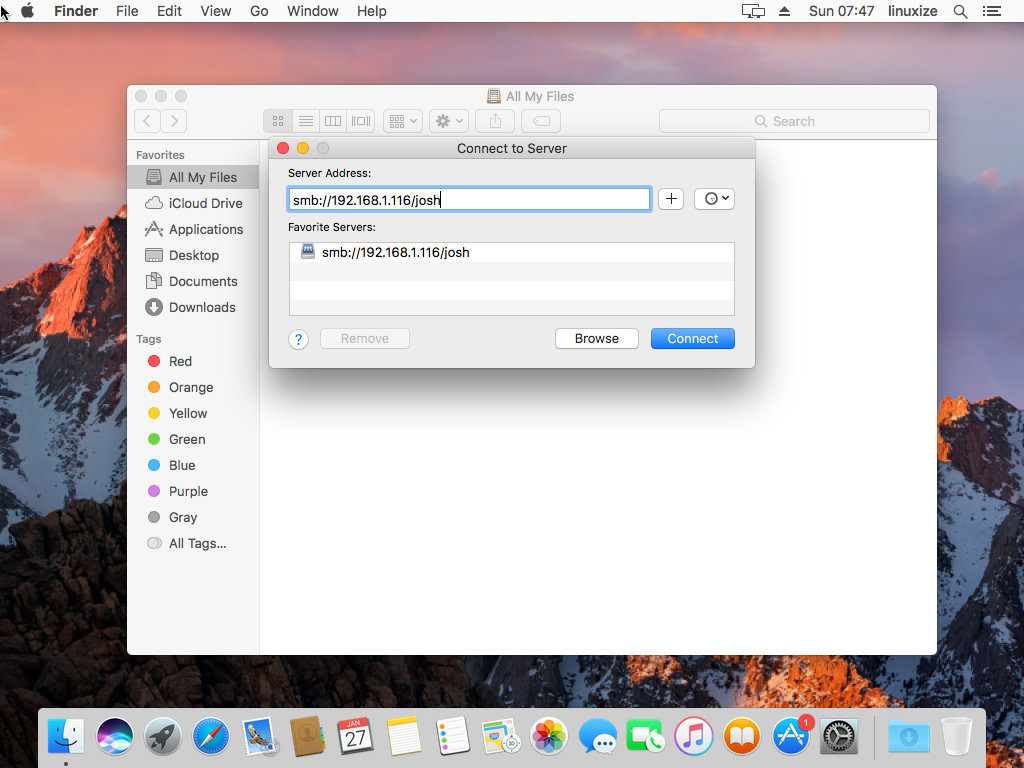 Finder File Edit View Go Window Help Sun 07:47 linuxize
All My Files
Search
Favorites
All My Files
iCloud Drive
Applications
Desktop
Documents
Downloads
Tags
Red
Orange
Yellow
Green
Blue
Purple
Gray
All Tags...
Connect to Server
Server Address:
smb://192.168.1.116/josh
Favorite Servers:
smb://192.168.1.116/josh
? Remove Browse Connect
JAN
27
1